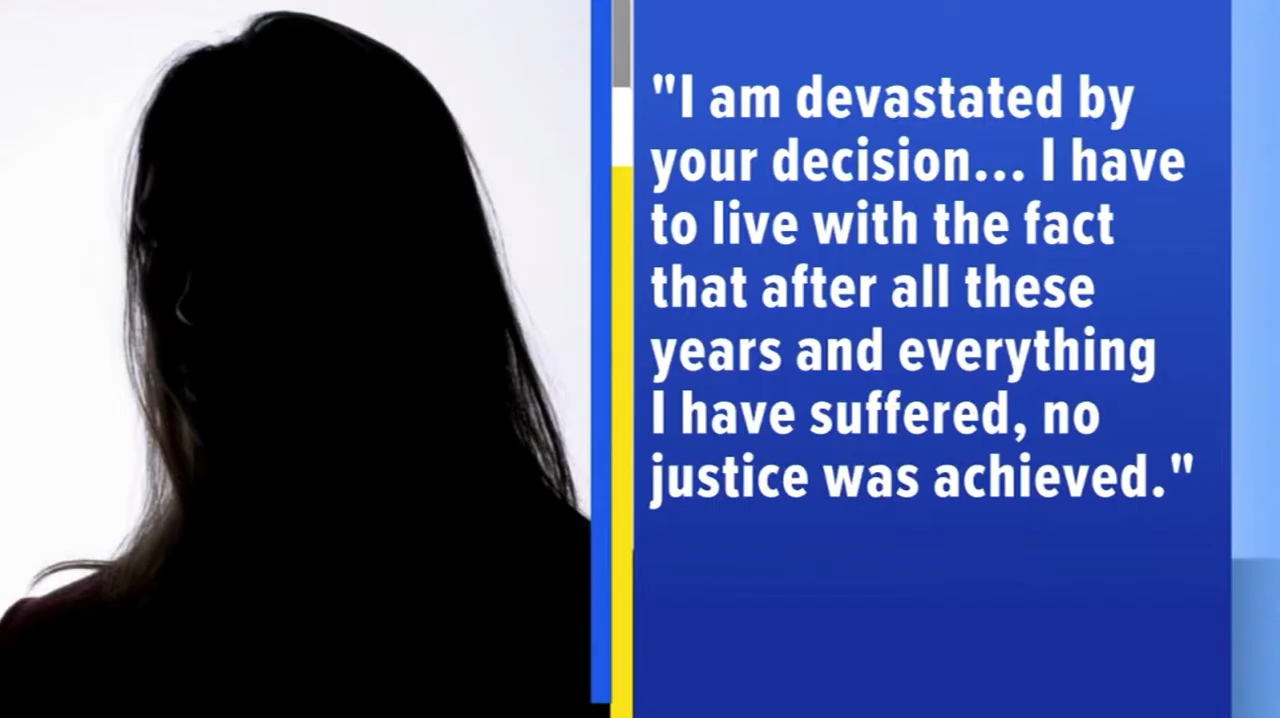 "I am devastated by
your decision... I have
to live with the fact
that after all these
years and everything
I have suffered, no
justice was achieved."